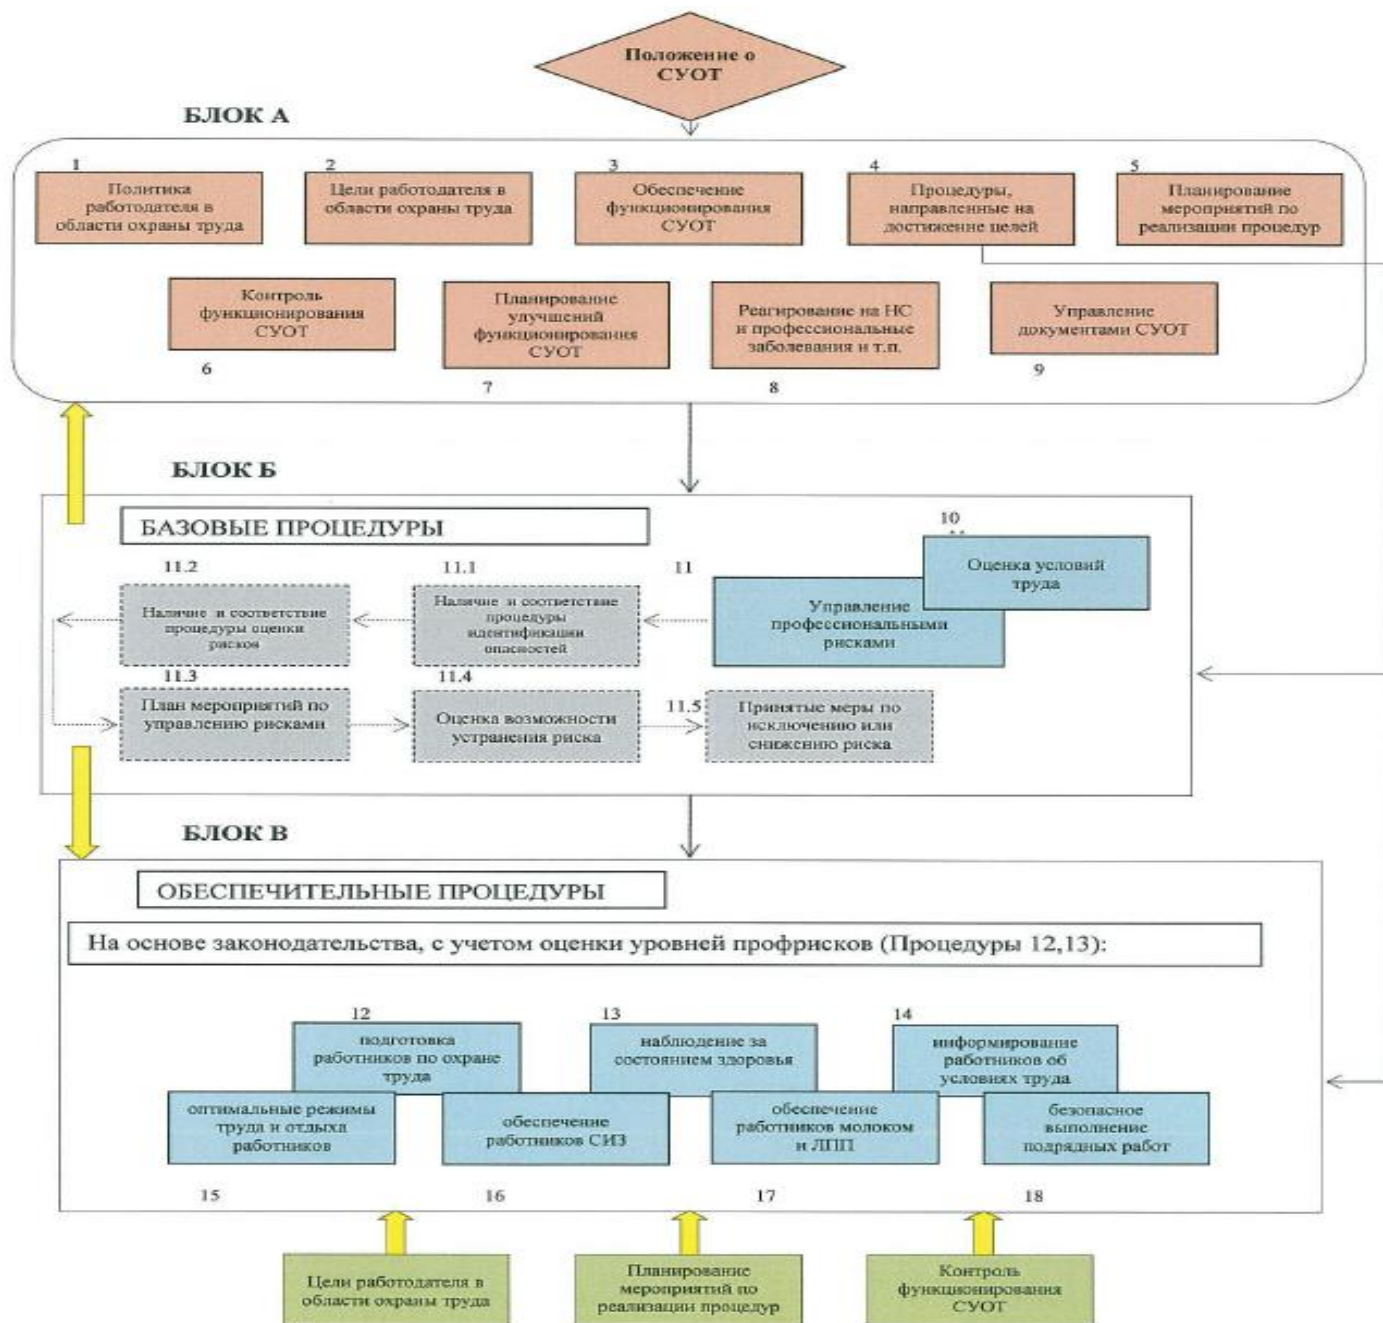 Положение о
СУОТ
БЛОК А
1
Политика
работодателя в
области охраны труда
2
Цели работодателя в
области охраны труда
3
Обеспечение
функционирования
СУОТ
4
Процедуры,
направленные на
достижение целей
5
Планирование
мероприятий по
реализации процедур
Контроль
функционирования
СУОТ
6
Планирование
улучшений
функционирования
СУОТ
7
Реагирование на НС
и профессиональные
заболевания и т.п.
8
Управление
документами СУОТ
9
БЛОК Б
БАЗОВЫЕ ПРОЦЕДУРЫ
10
Оценка условий
труда
11
Управление
профессиональными
рисками
11.1
Наличие и соответствие
процедуры
идентификации
опасностей
11.2
Наличие и соответствие
процедуры оценки
рисков
11.3
План мероприятий по
управлению рисками
11.4
Оценка возможности
устранения риска
11.5
Принятые меры по
исключению или
снижению риска
БЛОК В
ОБЕСПЕЧИТЕЛЬНЫЕ ПРОЦЕДУРЫ
На основе законодательства, с учетом оценки уровней профрисков (Процедуры 12,13):
12
подготовка
работников по охране
труда
13
наблюдение за
состоянием здоровья
14
информирование
работников об
условиях труда
оптимальные режимы
труда и отдыха
работников
15
обеспечение
работников СИЗ
16
обеспечение
работников молоком
и ЛПП
17
безопасное
выполнение
подрядных работ
18
Цели работодателя в
области охраны труда
Планирование
мероприятий по
реализации процедур
Контроль
функционирования
СУОТ